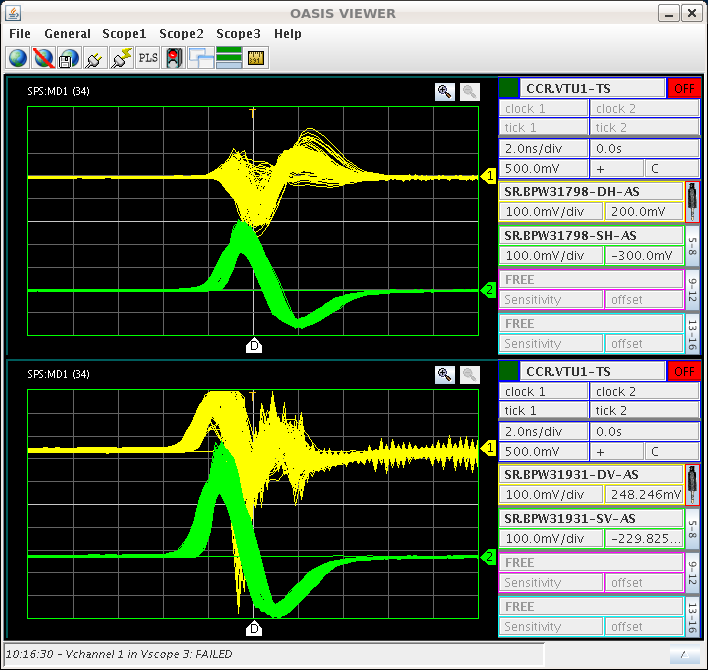 OASIS VIEWER
File General Scope1 Scope2 Scope3 Help
PLS
SPS:MD1 (34)
T
1
2
D
CCR.VTU1-TS OFF
clock 1 clock 2
tick 1 tick 2
2.0ns/div 0.0s
500.0mV + C
SR.BPW31798-DH-AS
100.0mV/div 200.0mV
SR.BPW31798-SH-AS
100.0mV/div -300.0mV
5-8
FREE
Sensitivity offset
9-12
FREE
Sensitivity offset
13-16
SPS:MD1 (34)
T
1
2
D
CCR.VTU1-TS OFF
clock 1 clock 2
tick 1 tick 2
2.0ns/div 0.0s
500.0mV + C
SR.BPW31931-DV-AS
100.0mV/div 248.246mV
SR.BPW31931-SV-AS
100.0mV/div -229.825...
5-8
FREE
Sensitivity offset
9-12
FREE
Sensitivity offset
13-16
10:16:30 - Vchannel 1 in Vscope 3: FAILED